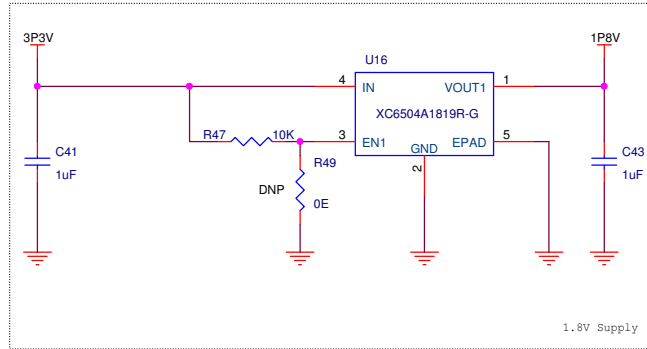 3P3V
1P8V
U16
4
IN
VOUT1
1
XC6504A1819R-G
C41
1uF
R47
10K
3
EN1
GND
EPAD
5
C43
1uF
R49
2
DNP
0E
1.8V Supply